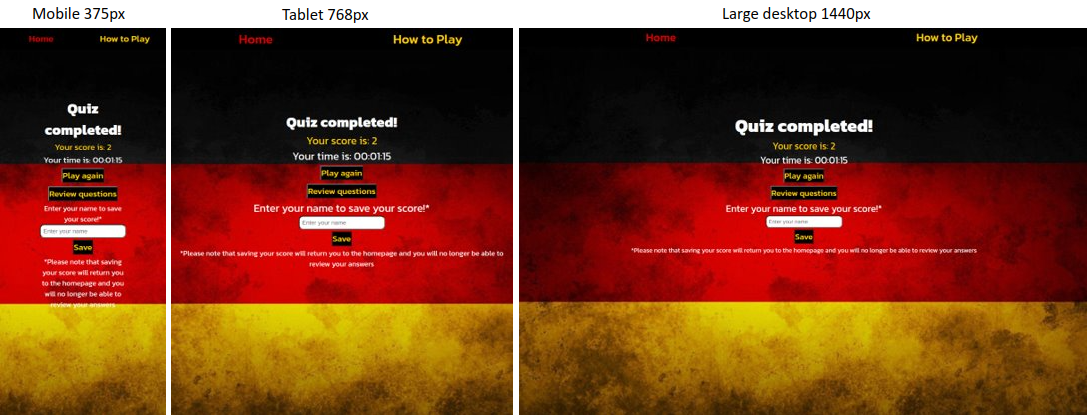 Mobile 375px
Home How to Play
Quiz
completed!
Your score is: 2
Your time is: 00:01:15
Play again
Review questions
Enter your name to save
your score!*
Enter your name
Save
*Please note that saving
your score will return you
to the homepage and you
will no longer be able to
review your answers
Tablet 768px
Home How to Play
Quiz completed!
Your score is: 2
Your time is: 00:01:15
Play again
Review questions
Enter your name to save your score!*
Enter your name
Save
*Please note that saving your score will return you to the homepage and you will no longer be able to
review your answers
Large desktop 1440px
Home How to Play
Quiz completed!
Your score is: 2
Your time is: 00:01:15
Play again
Review questions
Enter your name to save your score!*
Enter your name
Save
*Please note that saving your score will return you to the homepage and you will no longer be able to review your answers